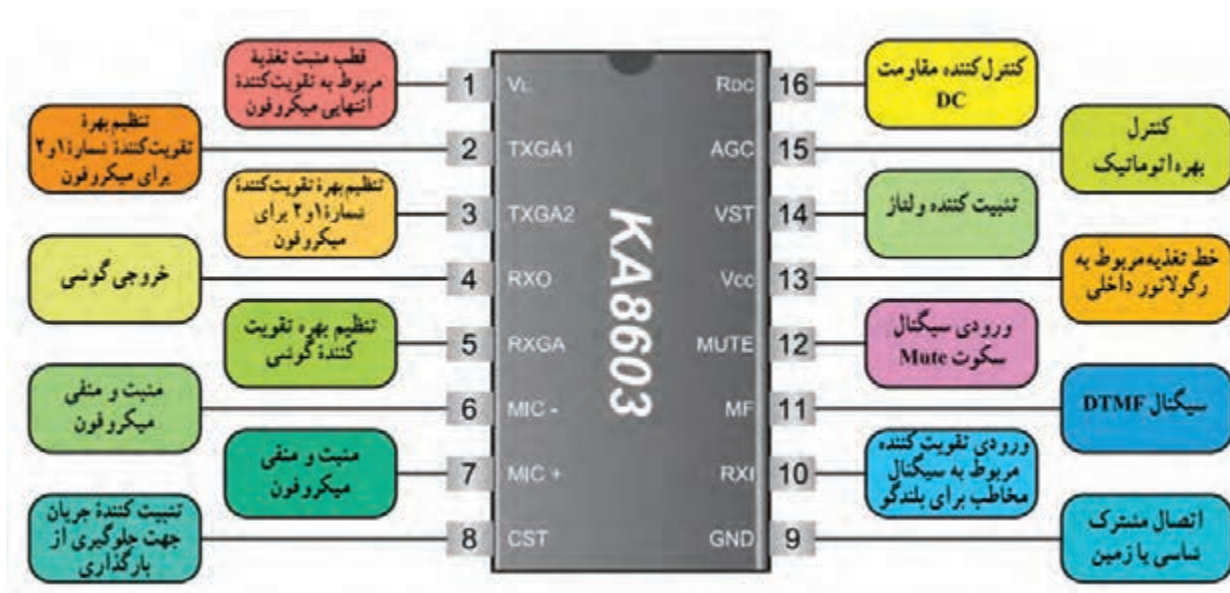 قطب مثبت تغذیهٔ
مربوط به تقویت‌کنندهٔ
انتهایی میکروفون
1
VL
تنظیم بهرهٔ
تقویت‌کنندهٔ شمارهٔ ۱و۲
برای میکروفون
2
TXGA1
تنظیم بهرهٔ تقویت‌کنندهٔ
شمارهٔ ۱و۲ برای
میکروفون
3
TXGA2
خروجی گوشی
4
RXO
تنظیم بهره تقویت
کنندهٔ گوشی
5
RXGA
مثبت و منفی
میکروفون
6
MIC -
مثبت و منفی
میکروفون
7
MIC +
تثبیت کنندهٔ جریان
جهت جلوگیری از
بارگذاری
8
CST
KA8603
RDC
16
کنترل‌کننده مقاومت
DC
AGC
15
کنترل
بهره اتوماتیک
VST
14
تثبیت کننده ولتاژ
Vcc
13
خط تغذیه مربوط به
رگولاتور داخلی
MUTE
12
ورودی سیگنال
سکوت Mute
MF
11
سیگنال DTMF
RXI
10
ورودی تقویت‌کننده
مربوط به سیگنال
مخاطب برای بلندگو
GND
9
اتصال مشترک
شاسی یا زمین